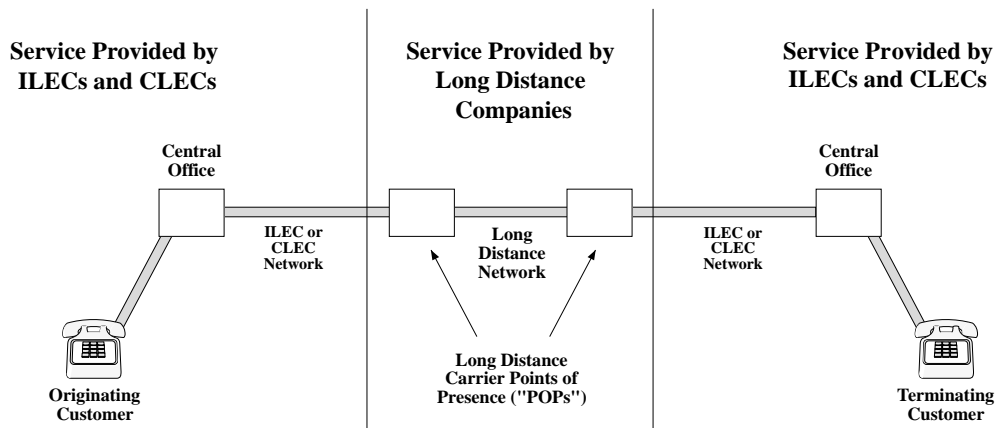 Service Provided by
ILECs and CLECs
Service Provided by
Long Distance
Companies
Service Provided by
ILECs and CLECs
Central
Office
Central
Office
ILEC or
CLEC
Network
Long
Distance
Network
ILEC or
CLEC
Network
Originating
Customer
Long Distance
Carrier Points of
Presence ("POPs")
Terminating
Customer